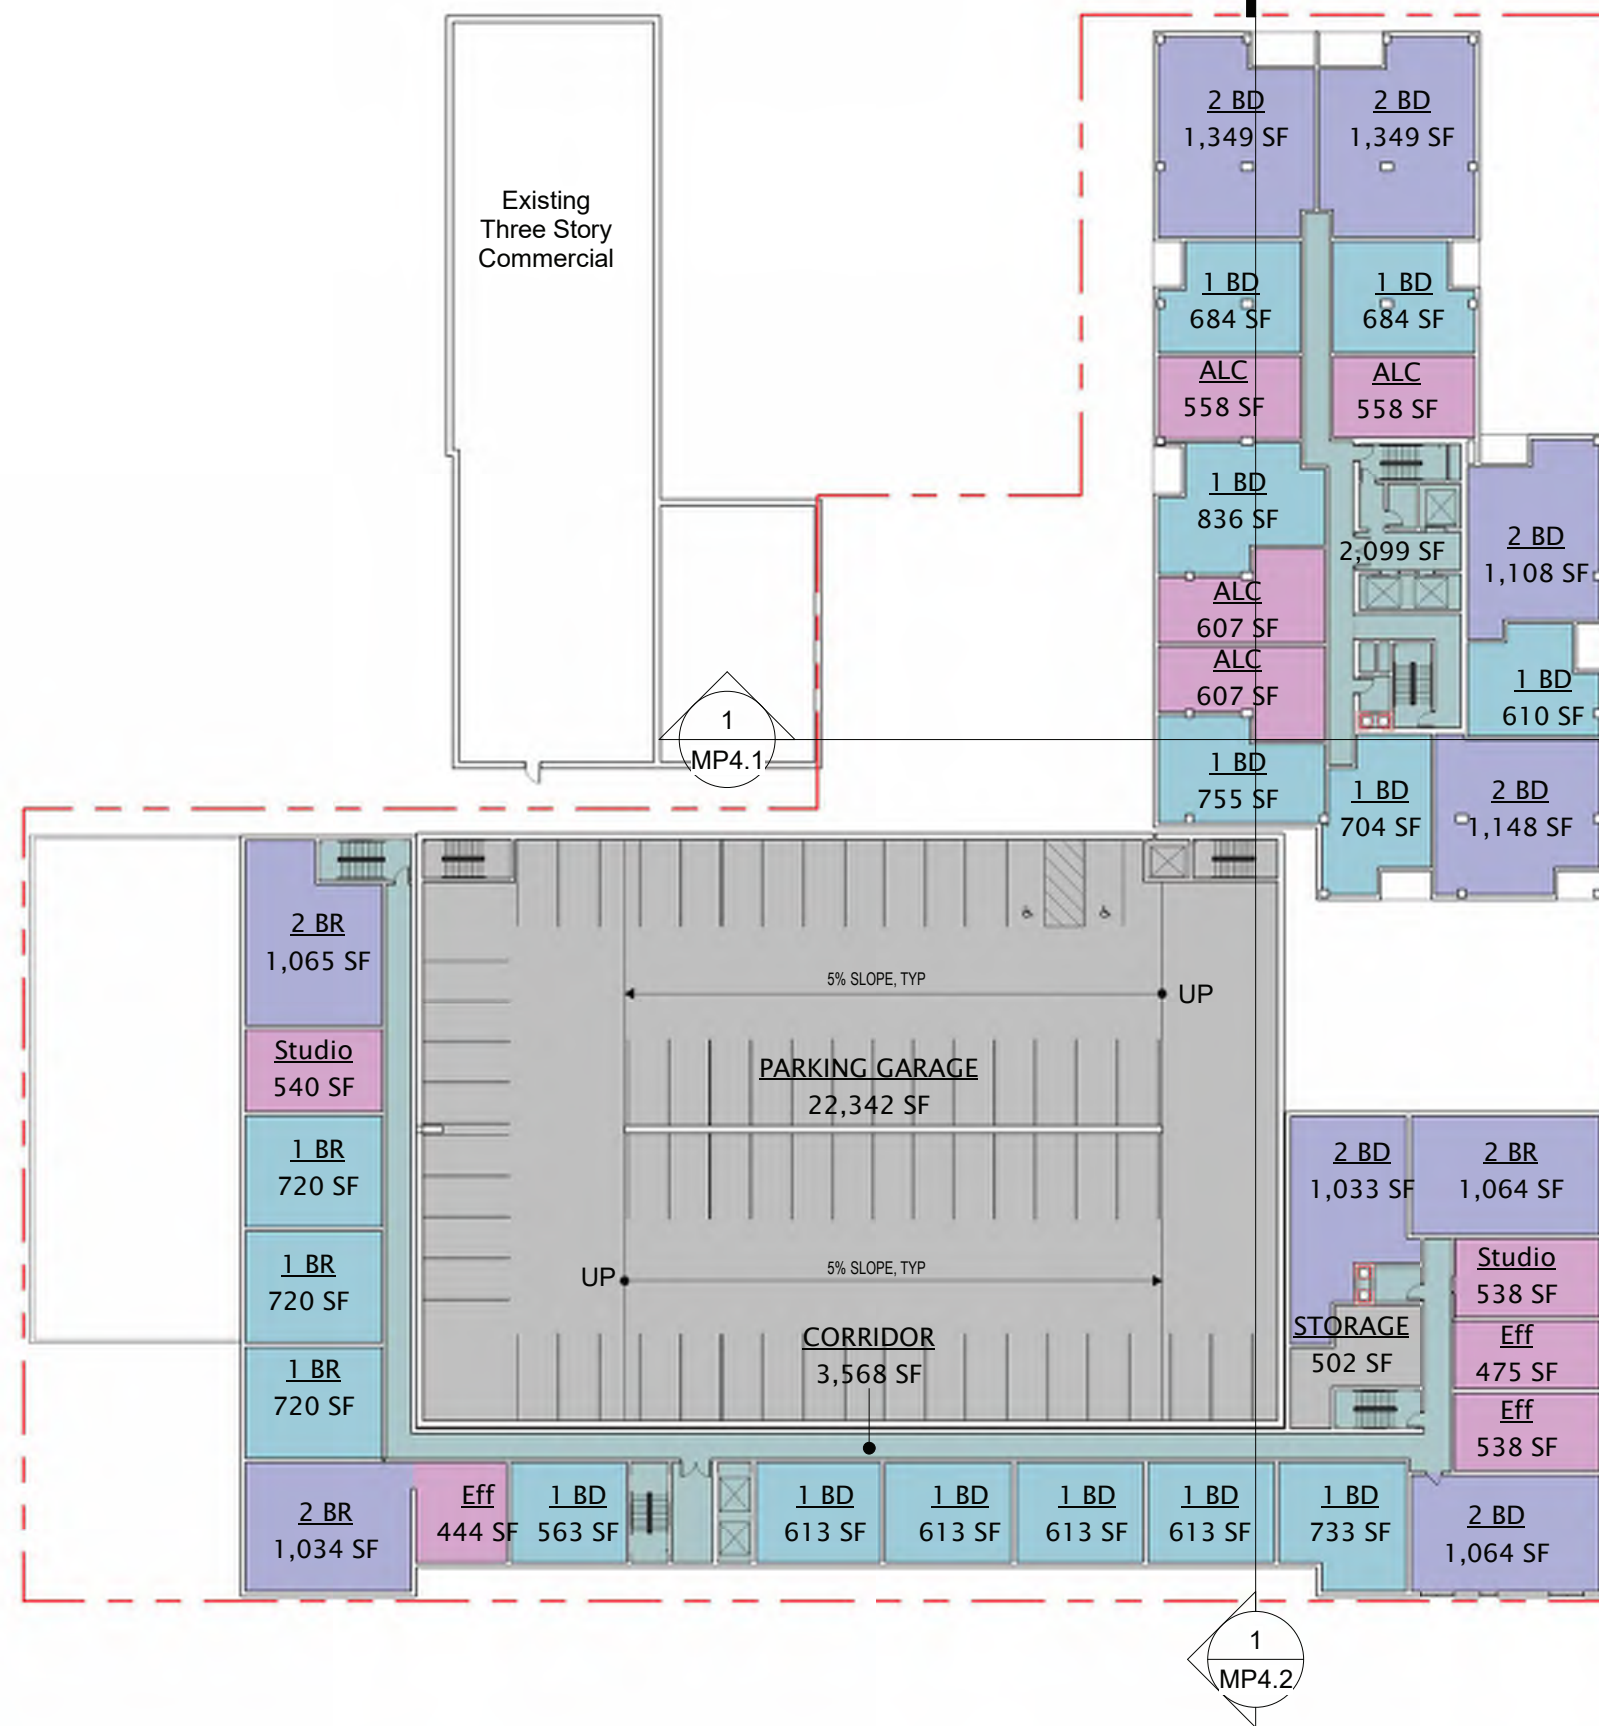 2 BD
1,349 SF
2 BD
1,349 SF
Existing
Three Story
Commercial
1 BD
684 SF
1 BD
684 SF
ALC
558 SF
ALC
558 SF
1 BD
836 SF
2,099 SF
2 BD
1,108 SF
ALC
607 SF
ALC
607 SF
1 BD
610 SF
1
MP4.1
1 BD
755 SF
1 BD
704 SF
2 BD
1,148 SF
2 BR
1,065 SF
5% SLOPE, TYP
UP
Studio
540 SF
PARKING GARAGE
22,342 SF
1 BR
720 SF
2 BD
1,033 SF
2 BR
1,064 SF
1 BR
720 SF
UP
5% SLOPE, TYP
Studio
538 SF
CORRIDOR
3,568 SF
STORAGE
502 SF
Eff
475 SF
1 BR
720 SF
Eff
538 SF
2 BR
1,034 SF
Eff
444 SF
1 BD
563 SF
1 BD
613 SF
1 BD
613 SF
1 BD
613 SF
1 BD
613 SF
1 BD
733 SF
2 BD
1,064 SF
1
MP4.2